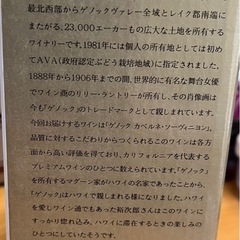 最北西部からゲノックヴァレー全域とレイク郡南端に
またがる、23,000エーカーもの広大な土地を所有する
ワイナリーです。1981年には個人の所有地としては初め
てAVA(政府認定ぶどう栽培地域)に指定されました。
1888年から1906年までの間、世界的に有名な舞台女優
でワイン商のリリー・ラントリーが所有し、その肖像画は
今も「ゲノック」のトレードマークとして親しまれています。
今回お届けするワインは「ゲノック カベルネ・ソーヴィニヨン」。
品質に対するこだわりからつくられるこのワインは各方
面から高い評価を得ており、カリフォルニアを代表する
プレミアムワインのひとつに数えられています。「ゲノック」
を所有するマグーン家がハワイの名家であったことから、
「ゲノック」はハワイで親しまれる様になりました。ハワイ
を愛しワイン通でもあった裕次郎さんはこのワインに
すっかり惚れ込み、ハワイに滞在するときの楽しみの
ひとつにしていたそうです。